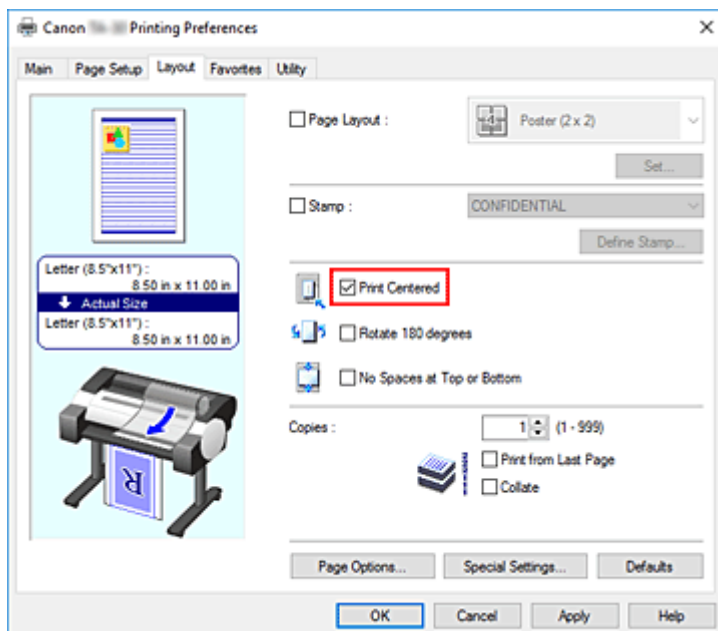 Canon Printing Preferences
Main Page Setup Layout Favorites Utility
Page Layout :
4
Poster (2 x 2)
Set...
Stamp :
CONFIDENTIAL
Define Stamp...
Letter (8.5"x11") :
8.50 in x 11.00 in
Actual Size
Letter (8.5"x11") :
8.50 in x 11.00 in
R
Print Centered
Rotate 180 degrees
No Spaces at Top or Bottom
Copies :
1 (1 - 999)
Print from Last Page
Collate
Page Options... Special Settings... Defaults
OK Cancel Apply Help